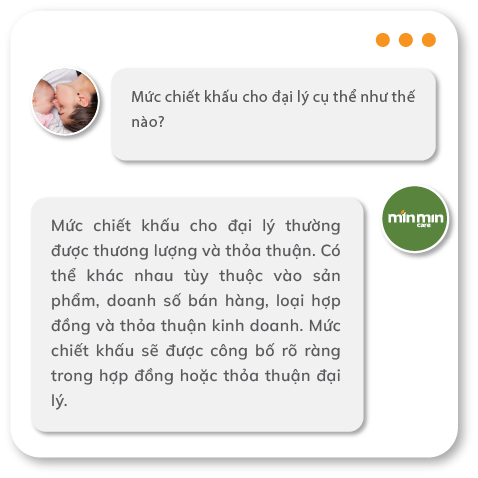 Mức chiết khấu cho đại lý cụ thể như thế
nào?
minmin
care
Mức chiết khấu cho đại lý thường
được thương lượng và thỏa thuận. Có
thể khác nhau tùy thuộc vào sản
phẩm, doanh số bán hàng, loại hợp
đồng và thỏa thuận kinh doanh. Mức
chiết khấu sẽ được công bố rõ ràng
trong hợp đồng hoặc thỏa thuận đại
lý.